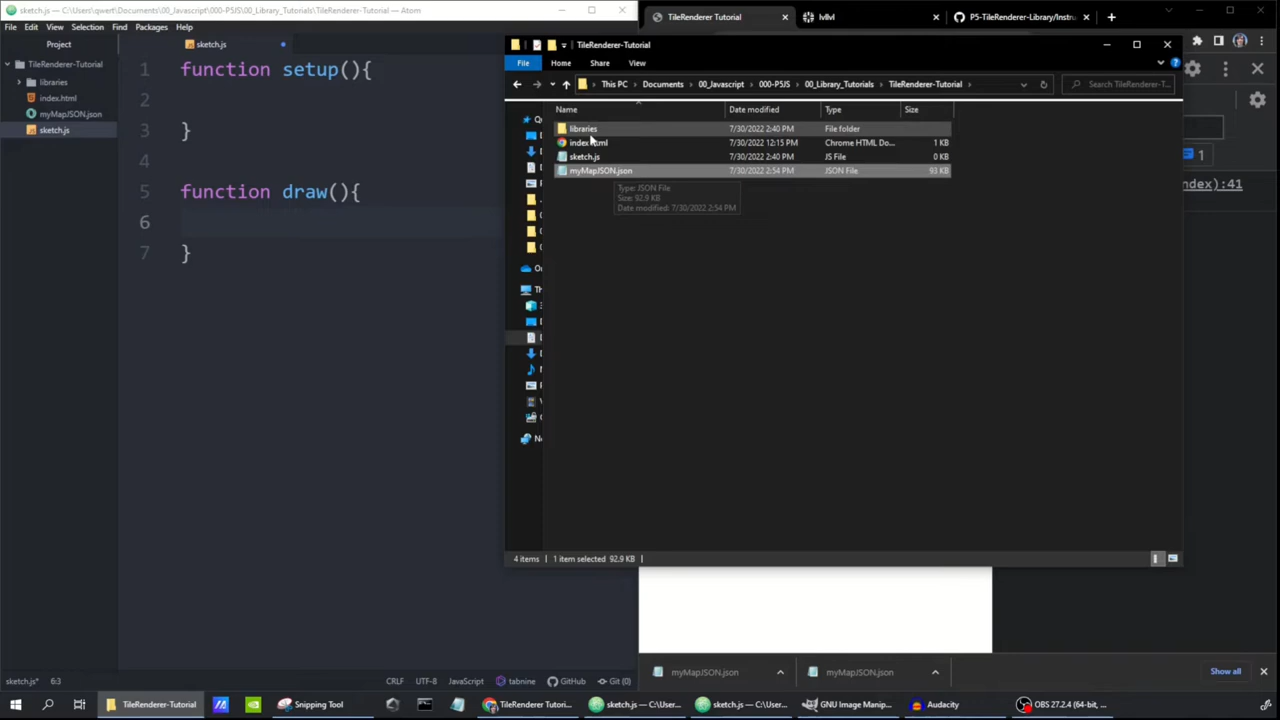 sketch.js — C:\Users\qwert\Documents\00_Javascript\000-P5JS\00_Library_Tutorials\TileRenderer-Tutorial — Atom
File Edit View Selection Find Packages Help
Project
TileRenderer-Tutorial
libraries
index.html
myMapJSON.json
sketch.js
sketch.js
1 function setup(){
2
3 }
4
5 function draw(){
6
7 }
sketch.js* 6:3
CRLF UTF-8 JavaScript tabnine GitHub Git (0)
TileRenderer Tutorial
lvlvl
P5-TileRenderer-Library/Instru
TileRenderer-Tutorial
File Home Share View
This PC Documents 00_Javascript 000-P5JS 00_Library_Tutorials TileRenderer-Tutorial
Search TileRenderer-T...
Name Date modified Type Size
libraries 7/30/2022 2:40 PM File folder
index.html 7/30/2022 12:15 PM Chrome HTML Do... 1 KB
sketch.js 7/30/2022 2:40 PM JS File 0 KB
myMapJSON.json 7/30/2022 2:54 PM JSON File 93 KB
Type: JSON File
Size: 92.9 KB
Date modified: 7/30/2022 2:54 PM
4 items 1 item selected 92.9 KB
1
ndex):41
myMapJSON.json
myMapJSON.json
Show all
TileRenderer-Tutorial
Snipping Tool
TileRenderer Tutori...
sketch.js — C:\User...
sketch.js — C:\User...
GNU Image Manip...
Audacity
OBS 27.2.4 (64-bit, ...